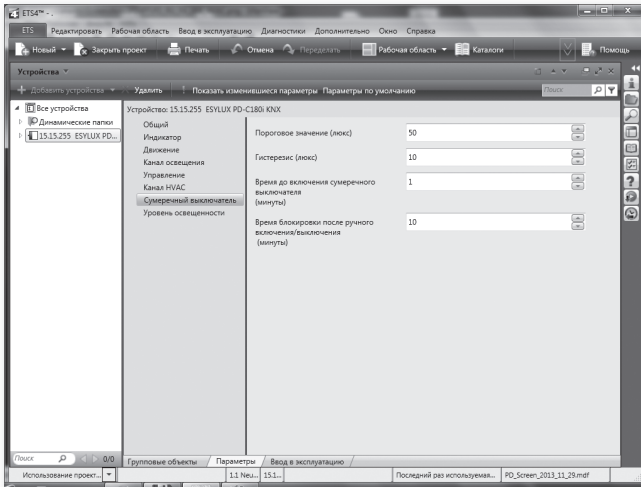 ETS4™ - .
ETS Редактировать Рабочая область Ввод в эксплуатацию Диагностики Дополнительно Окно Справка
Новый Закрыть проект Печать Отмена Переделать Рабочая область Каталоги Помощь
Устройства
Добавить устройства Удалить Показать изменившиеся параметры Параметры по умолчанию Поиск
Все устройства
Динамические папки
15.15.255 ESYLUX PD...
Устройство: 15.15.255 ESYLUX PD-C180i KNX
Общий
Индикатор
Движение
Канал освещения
Управление
Канал HVAC
Сумеречный выключатель
Уровень освещенности
Пороговое значение (люкс) 50
Гистерезис (люкс) 10
Время до включения сумеречного 1
выключателя
(минуты)
Время блокировки после ручного 10
включения/выключения
(минуты)
Поиск 0/0
Групповые объекты Параметры Ввод в эксплуатацию
Использование проект... 1.1 Neu... 15.1... Последний раз используемая... PD_Screen_2013_11_29.mdf